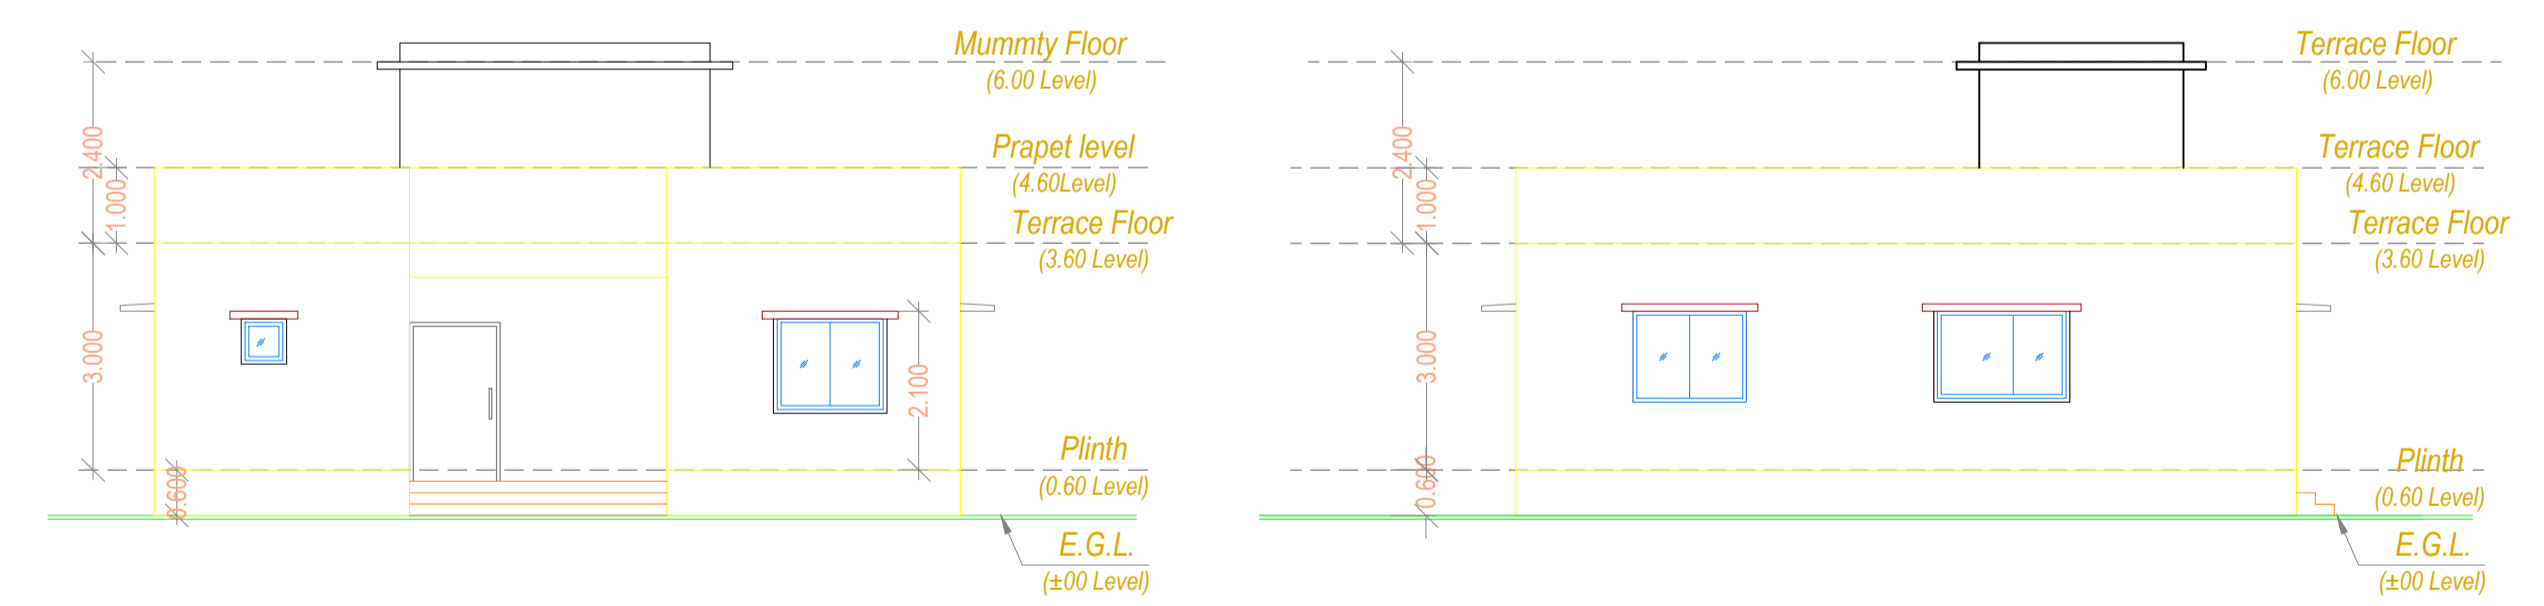 Mummty Floor
(6.00 Level)
2.400
Prapet level
(4.60Level)
1.000
Terrace Floor
(3.60 Level)
3.000
2.100
Plinth
(0.60 Level)
0.600
E.G.L.
(±00 Level)
Terrace Floor
(6.00 Level)
2.400
Terrace Floor
(4.60 Level)
1.000
Terrace Floor
(3.60 Level)
3.000
Plinth
(0.60 Level)
0.600
E.G.L.
(±00 Level)